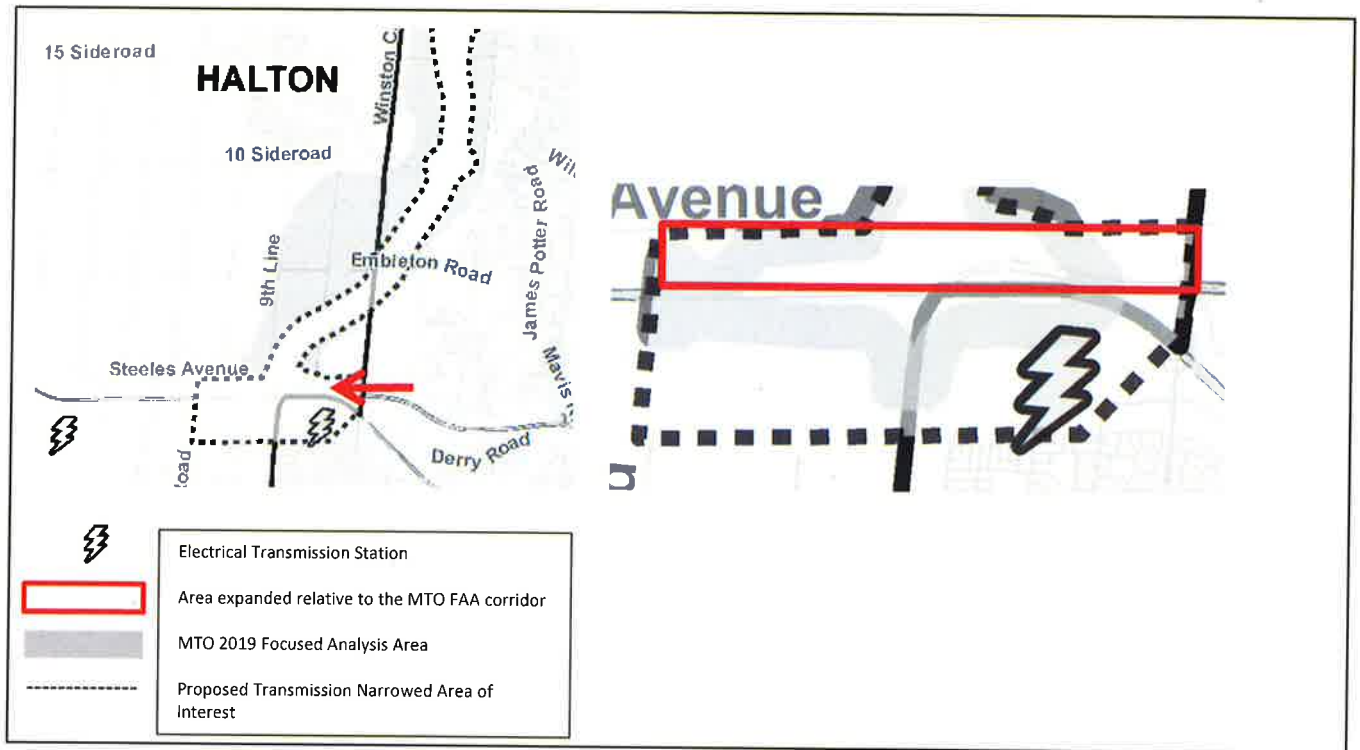 15 Sideroad
HALTON
Winston C
10 Sideroad
Wil
James Potter Road
9th Line
Embleton Road
Steeles Avenue
Mavis
Derry Road
oad
Avenue
u
Electrical Transmission Station
Area expanded relative to the MTO FAA corridor
MTO 2019 Focused Analysis Area
Proposed Transmission Narrowed Area of
Interest